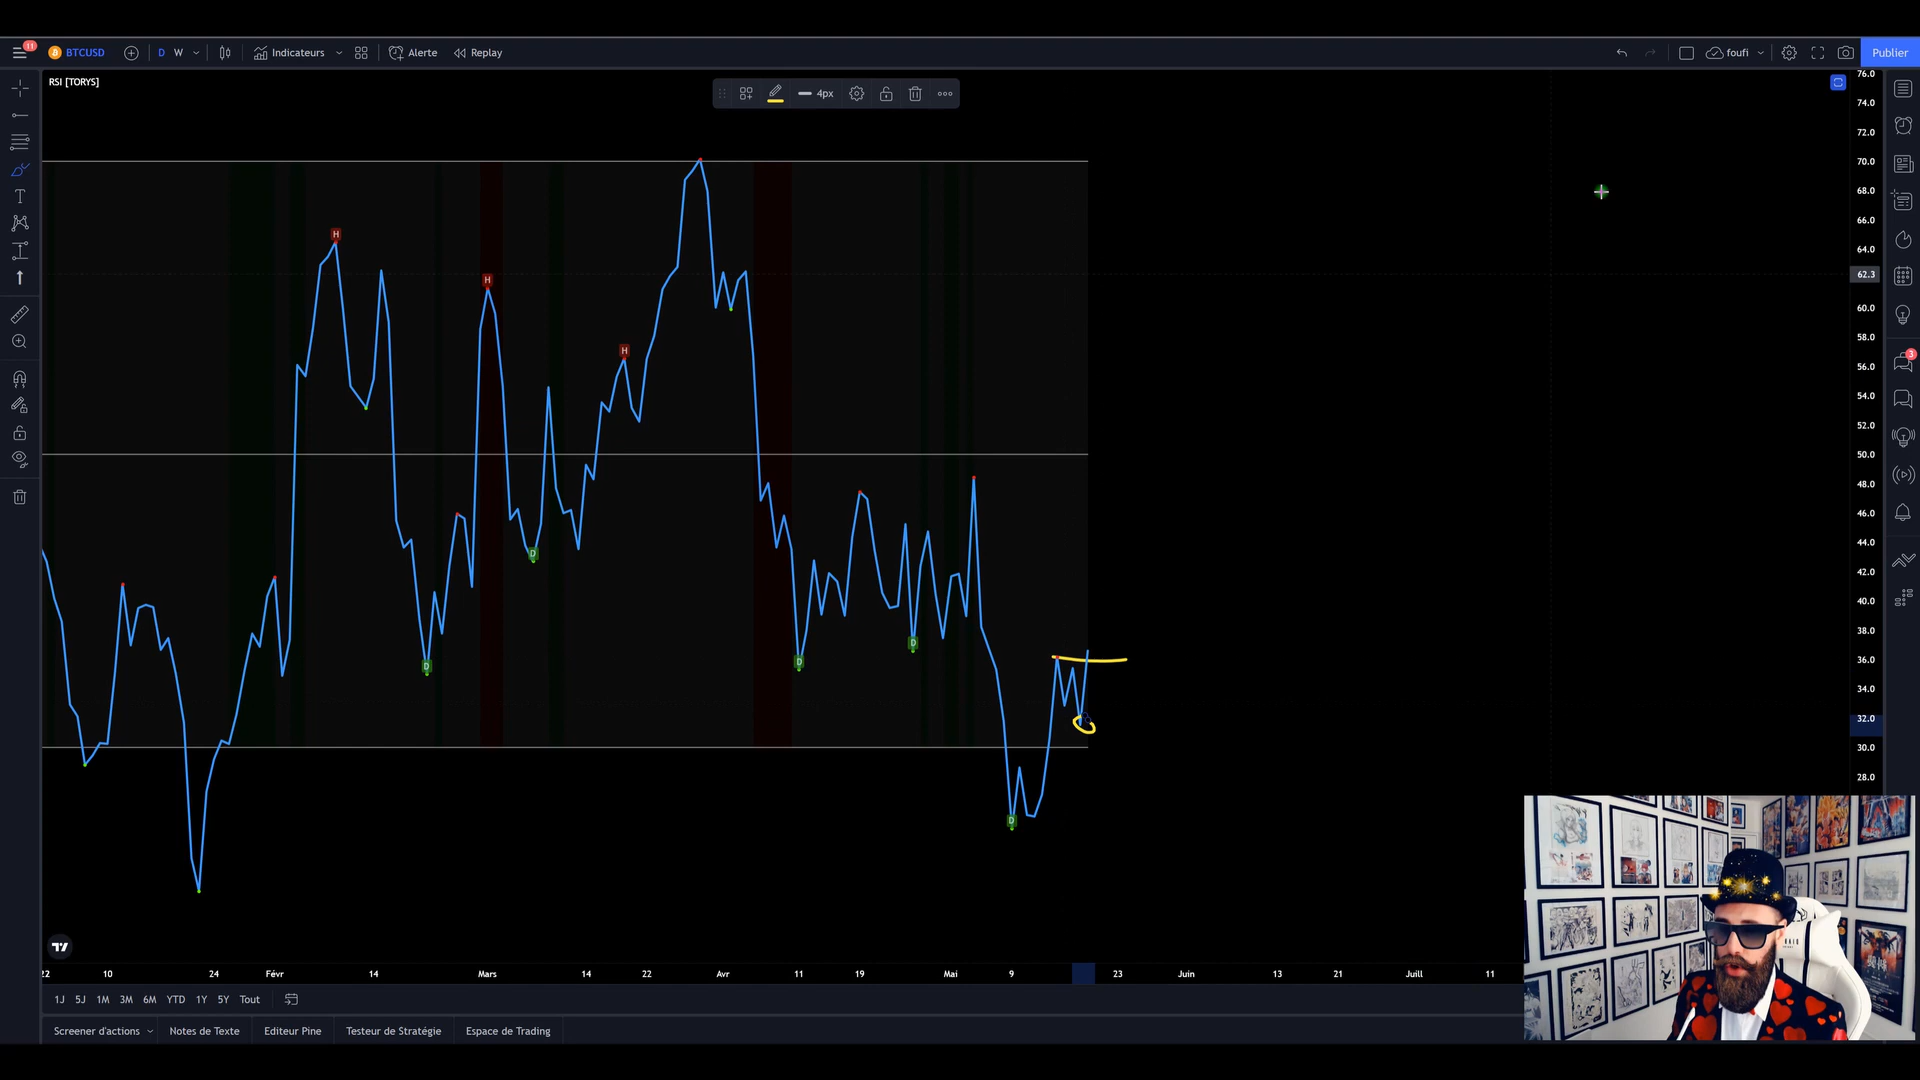 11
BTCUSD
D
W
Indicateurs
Alerte
Replay
foufi
Publier
RSI [TORYS]
4px
76.0
74.0
72.0
70.0
68.0
66.0
64.0
62.3
60.0
58.0
56.0
54.0
52.0
50.0
48.0
46.0
44.0
42.0
40.0
38.0
36.0
34.0
32.0
30.0
28.0
3
H
H
H
D
D
D
D
D
22
10
24
Févr
14
Mars
14
22
Avr
11
19
Mai
9
23
Juin
13
21
Juill
11
1J
5J
1M
3M
6M
YTD
1Y
5Y
Tout
Screener d'actions
Notes de Texte
Editeur Pine
Testeur de Stratégie
Espace de Trading